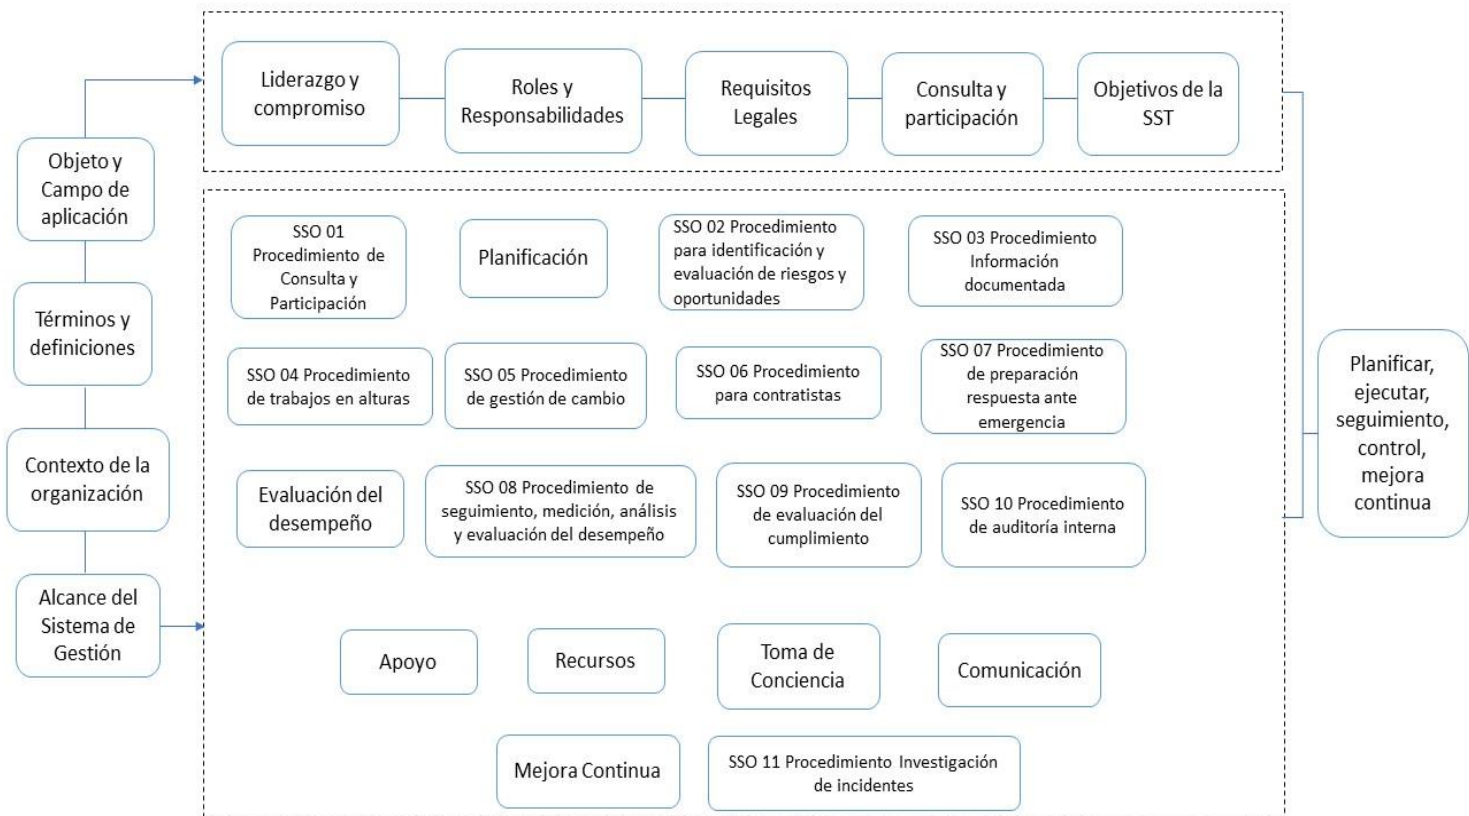 Objeto y
Campo de
aplicación
Términos y
definiciones
Contexto de la
organización
Alcance del
Sistema de
Gestión
Liderazgo y
compromiso
Roles y
Responsabilidades
Requisitos
Legales
Consulta y
participación
Objetivos de la
SST
SSO 01
Procedimiento de
Consulta y
Participación
Planificación
SSO 02 Procedimiento
para identificación y
evaluación de riesgos y
oportunidades
SSO 03 Procedimiento
Información
documentada
SSO 04 Procedimiento
de trabajos en alturas
SSO 05 Procedimiento
de gestión de cambio
SSO 06 Procedimiento
para contratistas
SSO 07 Procedimiento
de preparación
respuesta ante
emergencia
Evaluación del
desempeño
SSO 08 Procedimiento de
seguimiento, medición, análisis
y evaluación del desempeño
SSO 09 Procedimiento
de evaluación del
cumplimiento
SSO 10 Procedimiento
de auditoría interna
Apoyo
Recursos
Toma de
Conciencia
Comunicación
Mejora Continua
SSO 11 Procedimiento Investigación
de incidentes
Planificar,
ejecutar,
seguimiento,
control,
mejora
continua